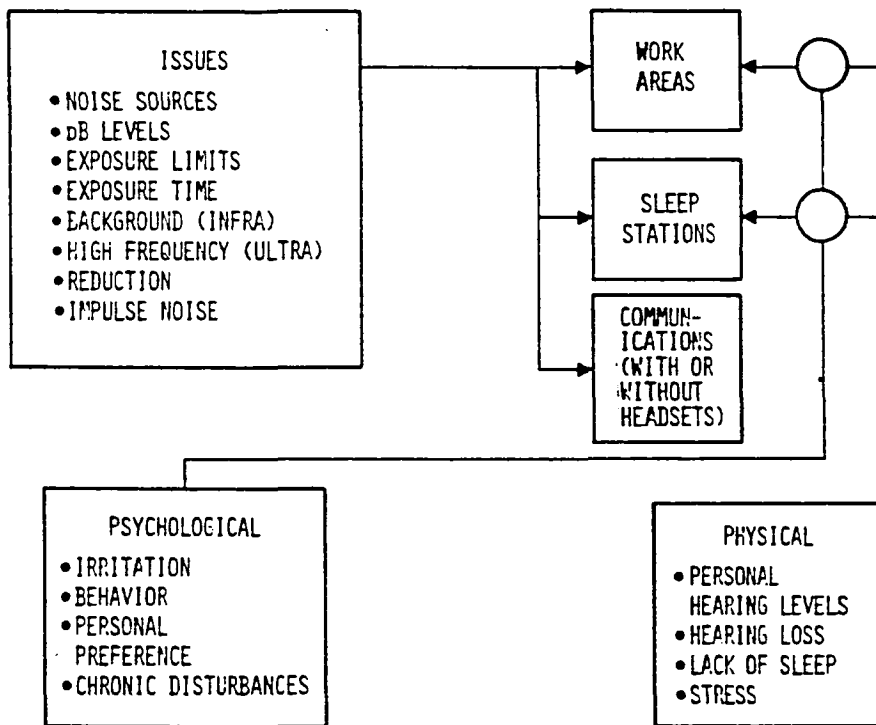 ISSUES
•NOISE SOURCES
•DB LEVELS
•EXPOSURE LIMITS
•EXPOSURE TIME
•BACKGROUND (INFRA)
•HIGH FREQUENCY (ULTRA)
•REDUCTION
•IMPULSE NOISE
WORK
AREAS
SLEEP
STATIONS
COMMUN-
ICATIONS
(WITH OR
WITHOUT
HEADSETS)
PSYCHOLOGICAL
•IRRITATION
•BEHAVIOR
•PERSONAL
PREFERENCE
•CHRONIC DISTURBANCES
PHYSICAL
•PERSONAL
HEARING LEVELS
•HEARING LOSS
•LACK OF SLEEP
•STRESS